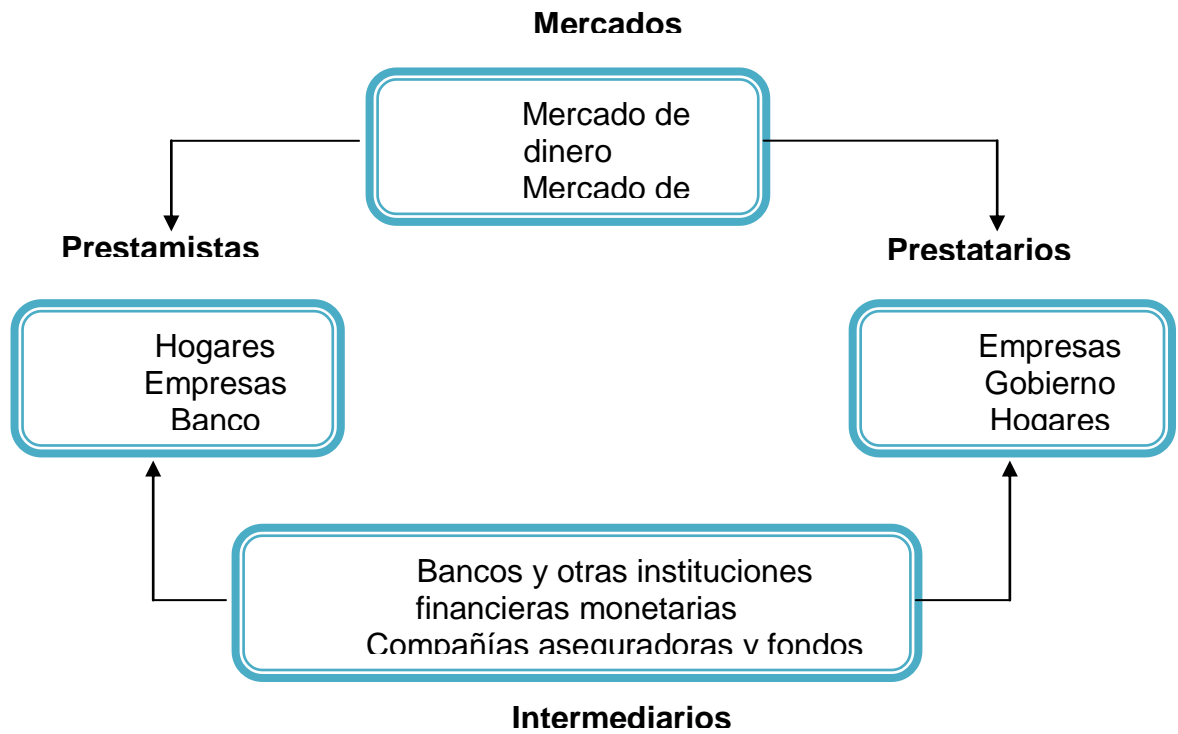 Mercados
Mercado de
dinero
Mercado de
Prestamistas
Prestatarios
Hogares
Empresas
Banco
Empresas
Gobierno
Hogares
Bancos y otras instituciones
financieras monetarias
Compañías aseguradoras y fondos
Intermediarios